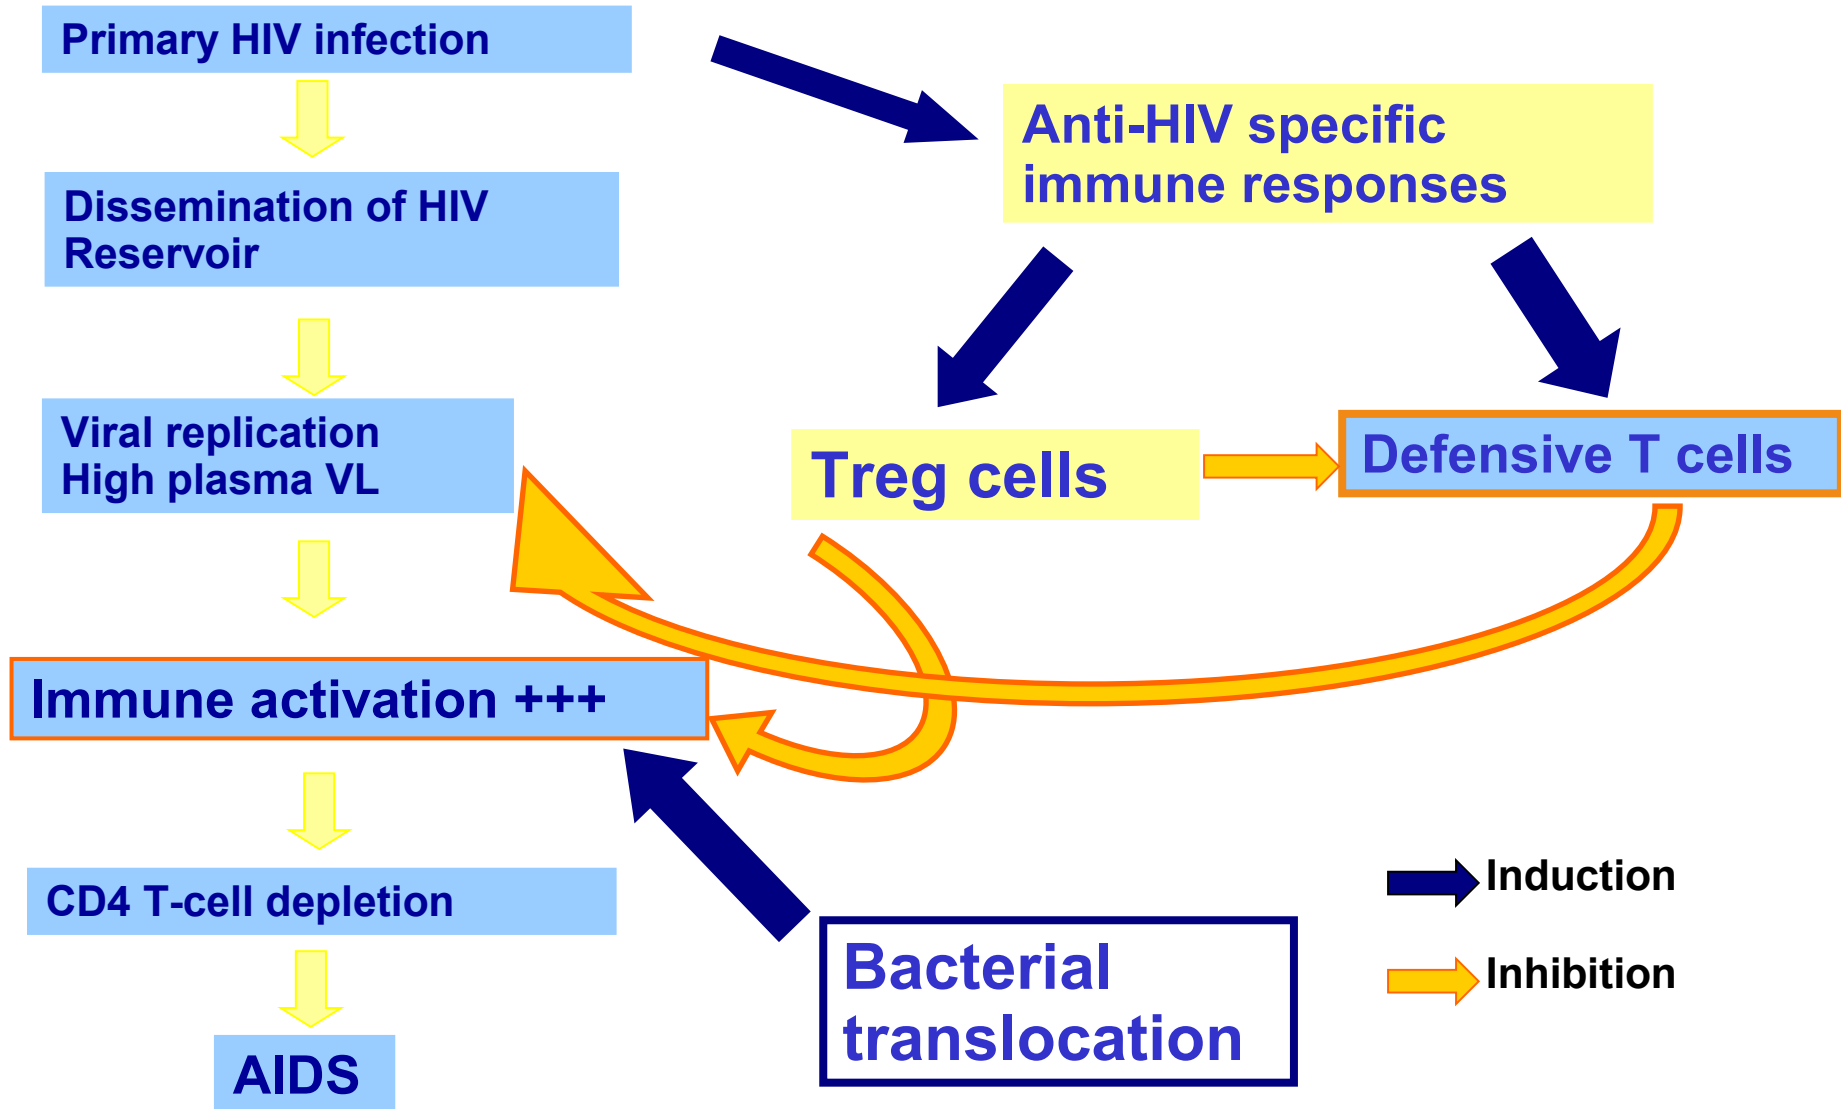 Primary HIV infection
Anti-HIV specific
immune responses
Dissemination of HIV
Reservoir
Viral replication
High plasma VL
Treg cells
Defensive T cells
Immune activation +++
CD4 T-cell depletion
Bacterial
translocation
AIDS
Induction
Inhibition